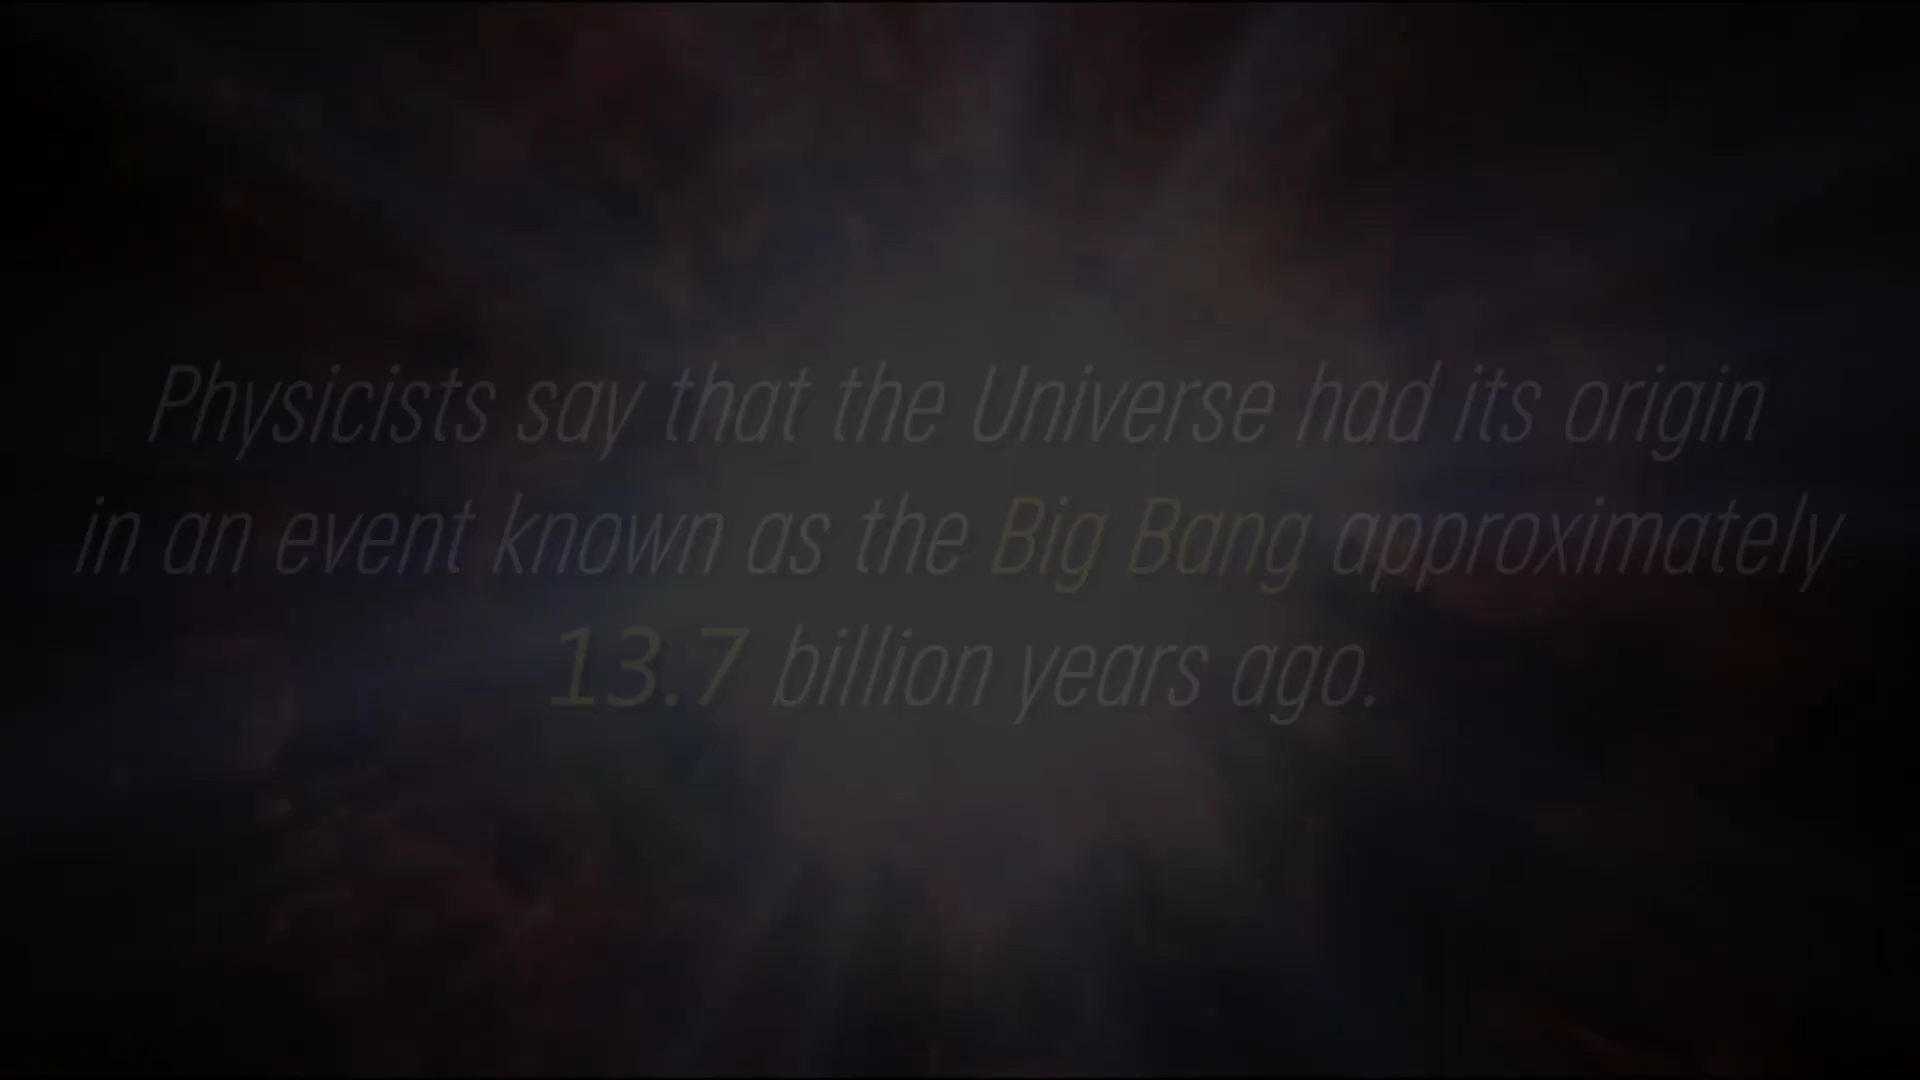 Physicists say that the Universe had its origin
in an event known as the Big Bang approximately
13.7 billion years ago.